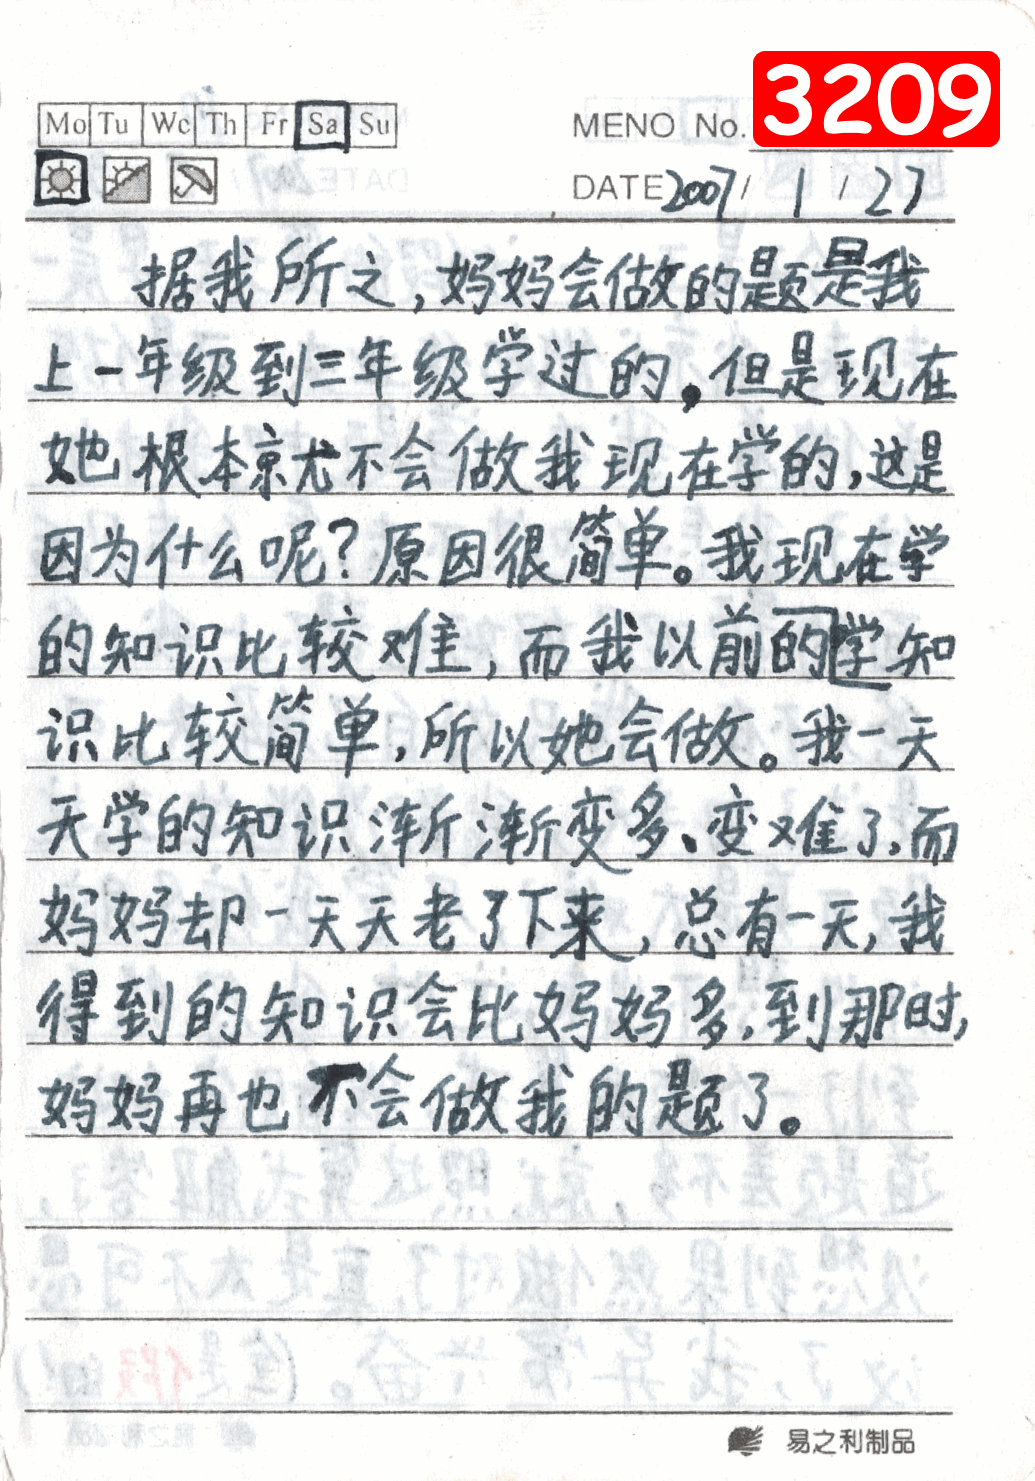 3209
Mo Tu We Th Fr Sa Su
MENO No.
DATE 2007/1/27
据我所之,妈妈会做的题是我
上一年级到三年级学过的,但是现在
她根本就不会做我现在学的,这是
因为什么呢?原因很简单。我现在学
的知识比较难,而我以前的学知
识比较简单,所以她会做。我一天
天学的知识渐渐变多、变难了,而
妈妈却一天天老了下来,总有一天,我
得到的知识会比妈妈多,到那时,
妈妈再也不会做我的题了。
易之利制品